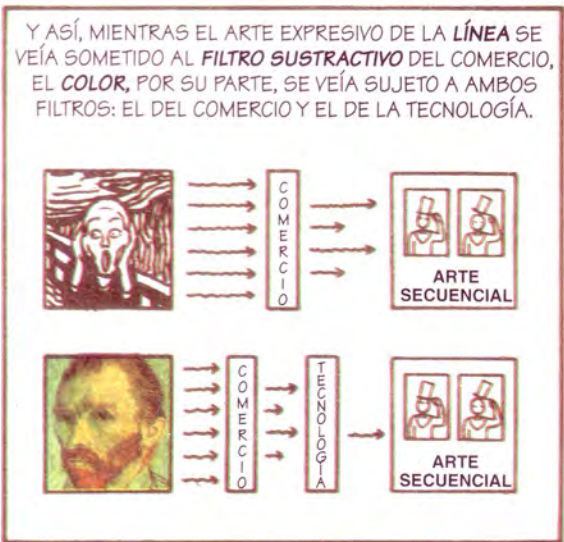 Y ASÍ, MIENTRAS EL ARTE EXPRESIVO DE LA LÍNEA SE
VEÍA SOMETIDO AL FILTRO SUSTRACTIVO DEL COMERCIO,
EL COLOR, POR SU PARTE, SE VEÍA SUJETO A AMBOS
FILTROS: EL DEL COMERCIO Y EL DE LA TECNOLOGÍA.
COMERCIO
ARTE
SECUENCIAL
COMERCIO
TECNOLOGÍA
ARTE
SECUENCIAL